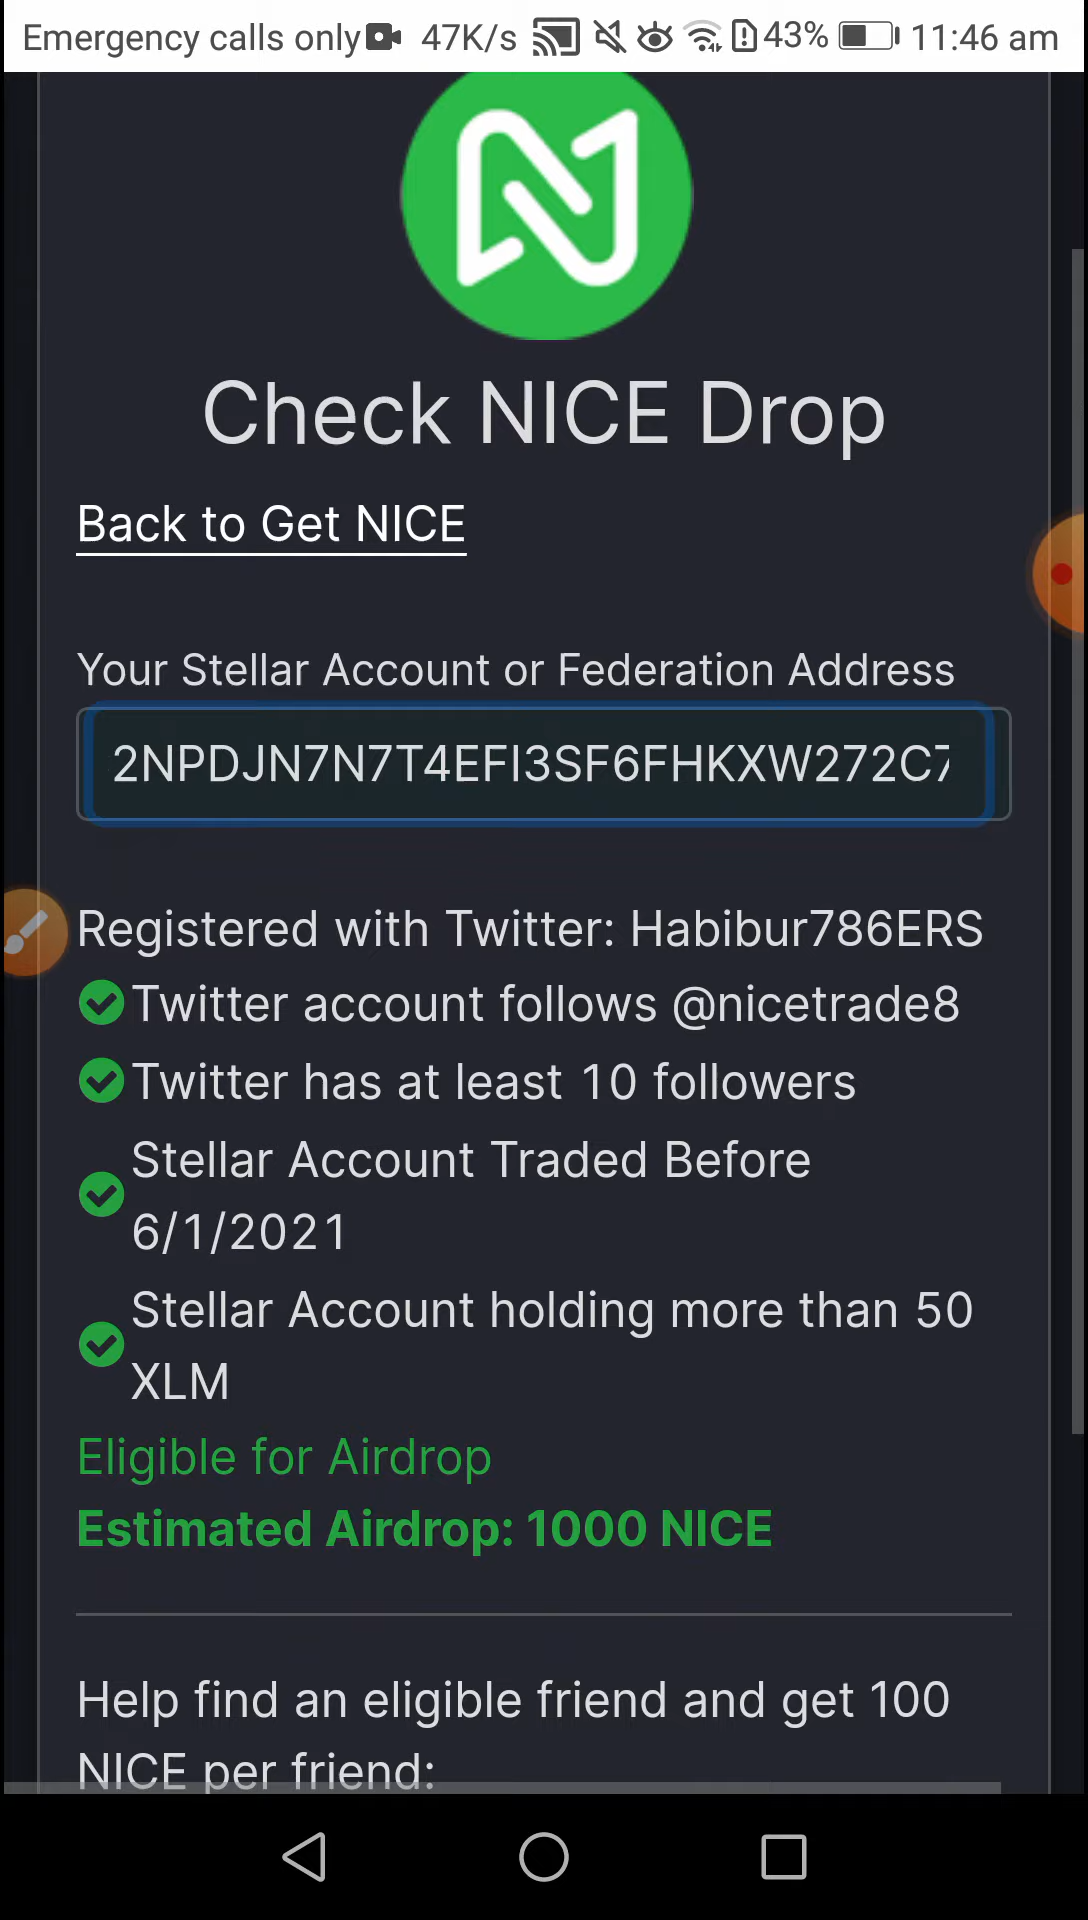 Emergency calls only 47K/s 43% 11:46 am
Check NICE Drop
Back to Get NICE
Your Stellar Account or Federation Address
2NPDJN7N7T4EFI3SF6FHKXW272C7
Registered with Twitter: Habibur786ERS
Twitter account follows @nicetrade8
Twitter has at least 10 followers
Stellar Account Traded Before
6/1/2021
Stellar Account holding more than 50
XLM
Eligible for Airdrop
Estimated Airdrop: 1000 NICE
Help find an eligible friend and get 100
NICE per friend: